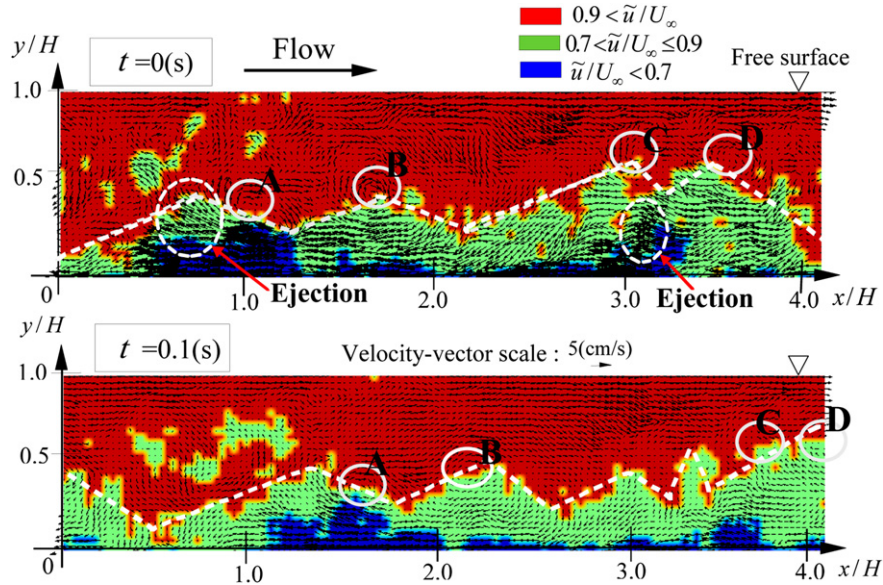 0.9 < ũ/U∞
0.7 < ũ/U∞ ≤ 0.9
ũ/U∞ < 0.7
y/H
t =0(s)
Flow
Free surface
1.0
C
D
B
0.5
A
0
1.0
2.0
3.0
4.0
x/H
Ejection
Ejection
y/H
t =0.1(s)
Velocity-vector scale : 5(cm/s)
1.0
C
D
0.5
A
B
0
1.0
2.0
3.0
4.0
x/H